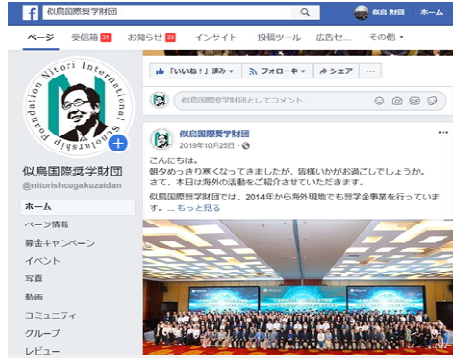 似鳥国際奨学財団
似鳥 財団
ホーム
ページ
受信箱 21
お知らせ 33
インサイト
投稿ツール
広告セ...
その他
「いいね！」済み
フォロー中
シェア
...
似鳥国際奨学財団としてコメント
Foundation Nitori International Scholarship
似鳥国際奨学財団
@nitorishougakuzaidan
ホーム
ページ情報
募金キャンペーン
イベント
写真
動画
コミュニティ
グループ
レビュー
似鳥国際奨学財団
2019年10月25日
こんにちは。
朝夕めっきり寒くなってきましたが、皆様いかがお過ごしでしょうか。
さて、本日は海外の活動をご紹介させていただきます。
似鳥国際奨学財団では、2014年から海外現地でも奨学金事業を行っていま
す。... もっと見る